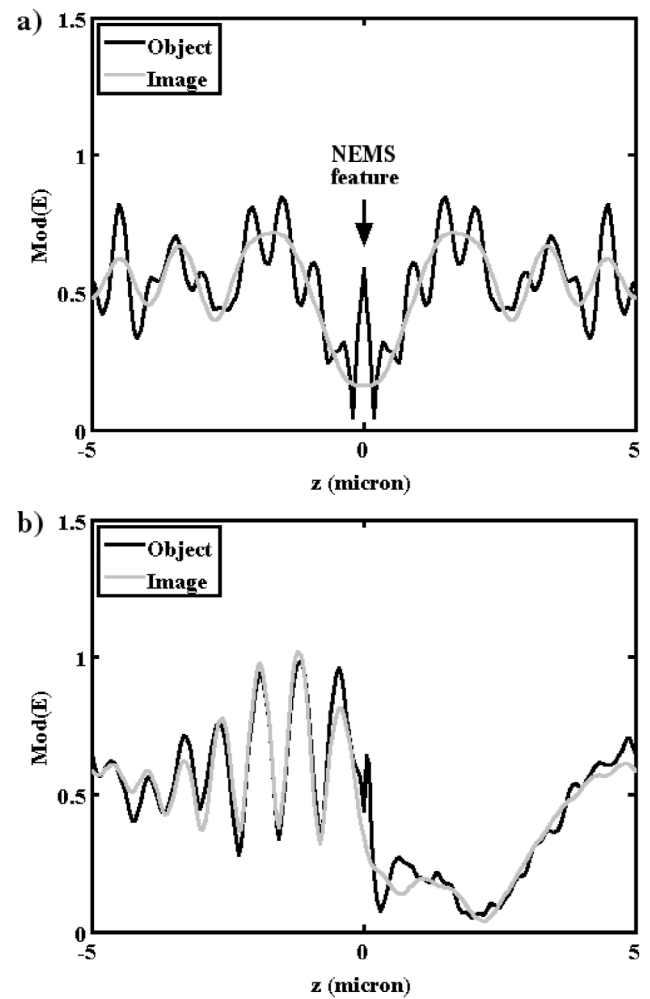 a)
1.5
Object
Image
1
NEMS
feature
Mod(E)
0.5
0
-5
0
5
z (micron)
b)
1.5
Object
Image
1
Mod(E)
0.5
0
-5
0
5
z (micron)